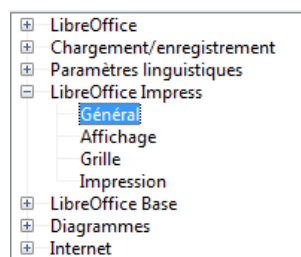 LibreOffice
Chargement/enregistrement
Paramètres linguistiques
LibreOffice Impress
Général
Affichage
Grille
Impression
LibreOffice Base
Diagrammes
Internet